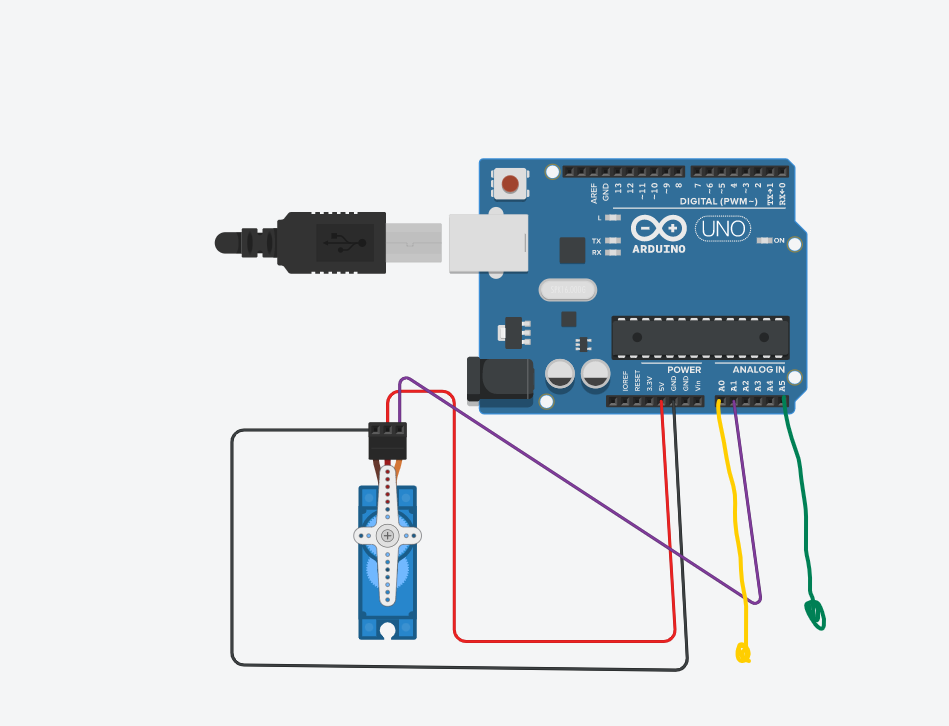 AREF
GND
13
12
~11
~10
~9
8
7
~6
~5
4
~3
2
TX→1
RX←0
DIGITAL (PWM~)
L
TX
RX
ARDUINO
UNO
ON
POWER
ANALOG IN
IOREF
RESET
3.3V
5V
GND
GND
Vin
A0
A1
A2
A3
A4
A5